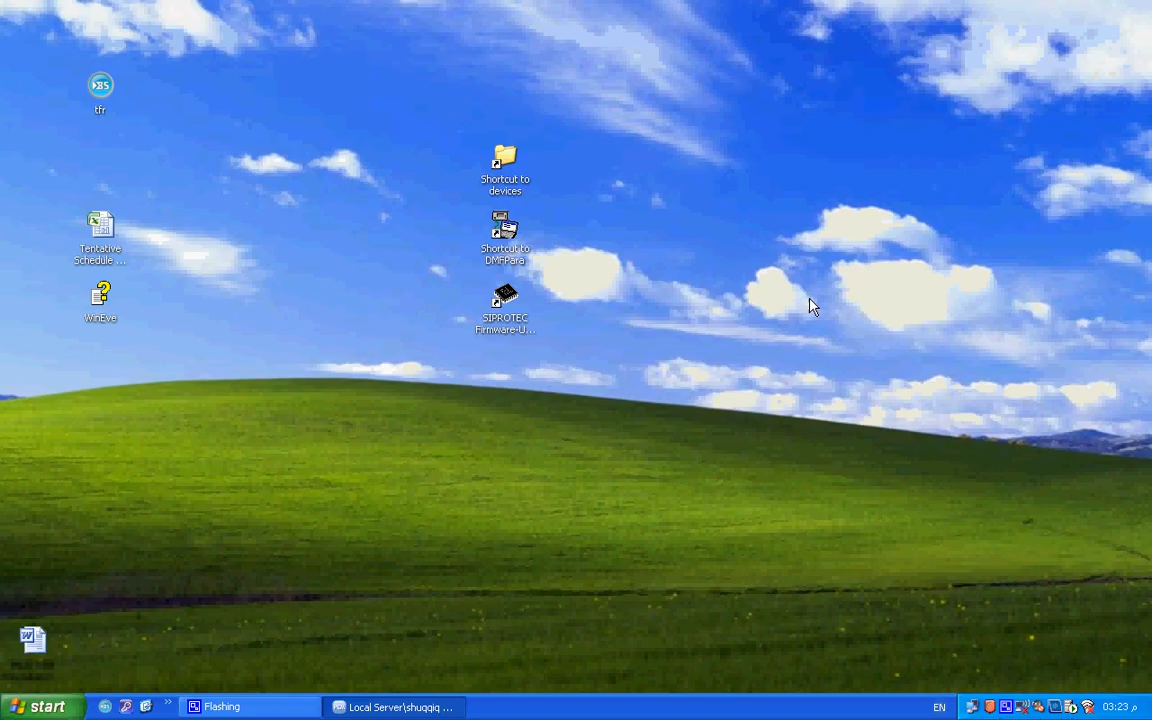 tfr
Shortcut to
devices
Tentative
Schedule ...
Shortcut to
DMFPara
WinEve
SIPROTEC
Firmware-U...
start
Flashing
Local Server\shuqqiq ...
EN
03:23 م